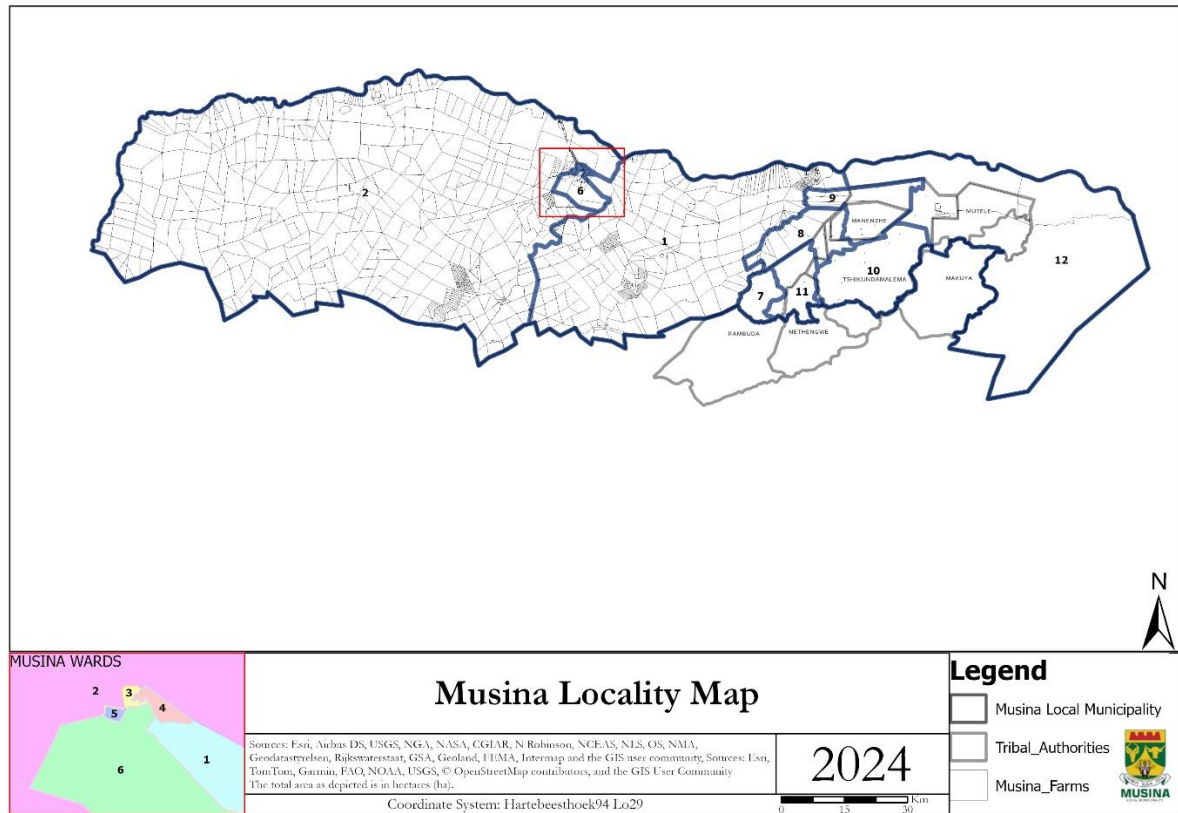 2
6
1
9
MUTELE
MANENZHE
8
10
TSHIKUNDAMALEMA
12
MAKUYA
7
11
RAMBUDA
NETHENGWE
N
MUSINA WARDS
2
3
4
5
6
1
Musina Locality Map
Sources: Esri, Airbus DS, USGS, NGA, NASA, CGIAR, N Robinson, NCEAS, NLS, OS, NMA,
Geodatastyrelsen, Rijkswaterstaat, GSA, Geoland, FEMA, Intermap and the GIS user community, Sources: Esri,
TomTom, Garmin, FAO, NOAA, USGS, © OpenStreetMap contributors, and the GIS User Community
The total area as depicted is in hectares (ha).
Coordinate System: Hartebeesthoek94 Lo29
2024
Km
0 15 30
Legend
Musina Local Municipality
Tribal_Authorities
Musina_Farms
MUSINA
LOCAL MUNICIPALITY